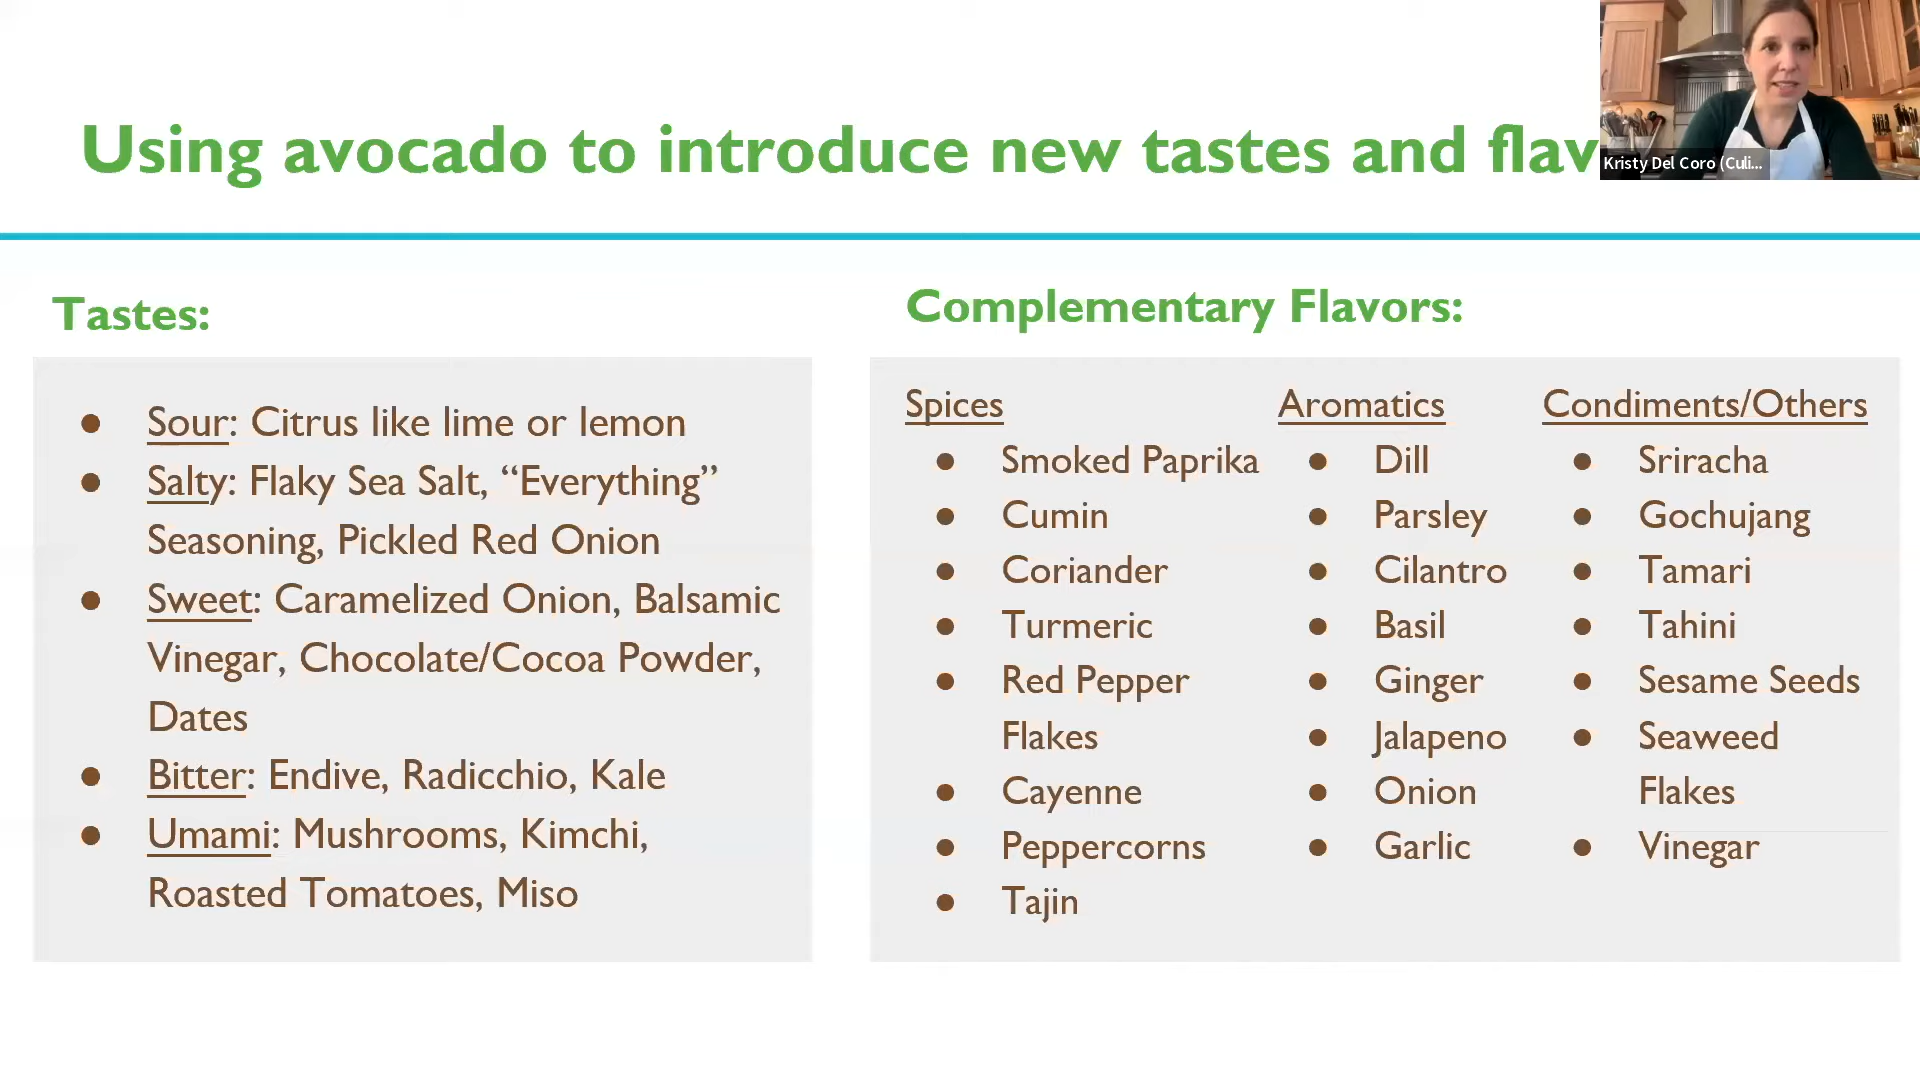 Using avocado to introduce new tastes and flav
Kristy Del Coro (Culi...
Tastes:
● Sour: Citrus like lime or lemon
● Salty: Flaky Sea Salt, “Everything”
Seasoning, Pickled Red Onion
● Sweet: Caramelized Onion, Balsamic
Vinegar, Chocolate/Cocoa Powder,
Dates
● Bitter: Endive, Radicchio, Kale
● Umami: Mushrooms, Kimchi,
Roasted Tomatoes, Miso
Complementary Flavors:
Spices
● Smoked Paprika
● Cumin
● Coriander
● Turmeric
● Red Pepper
Flakes
● Cayenne
● Peppercorns
● Tajin
Aromatics
● Dill
● Parsley
● Cilantro
● Basil
● Ginger
● Jalapeno
● Onion
● Garlic
Condiments/Others
● Sriracha
● Gochujang
● Tamari
● Tahini
● Sesame Seeds
● Seaweed
Flakes
● Vinegar